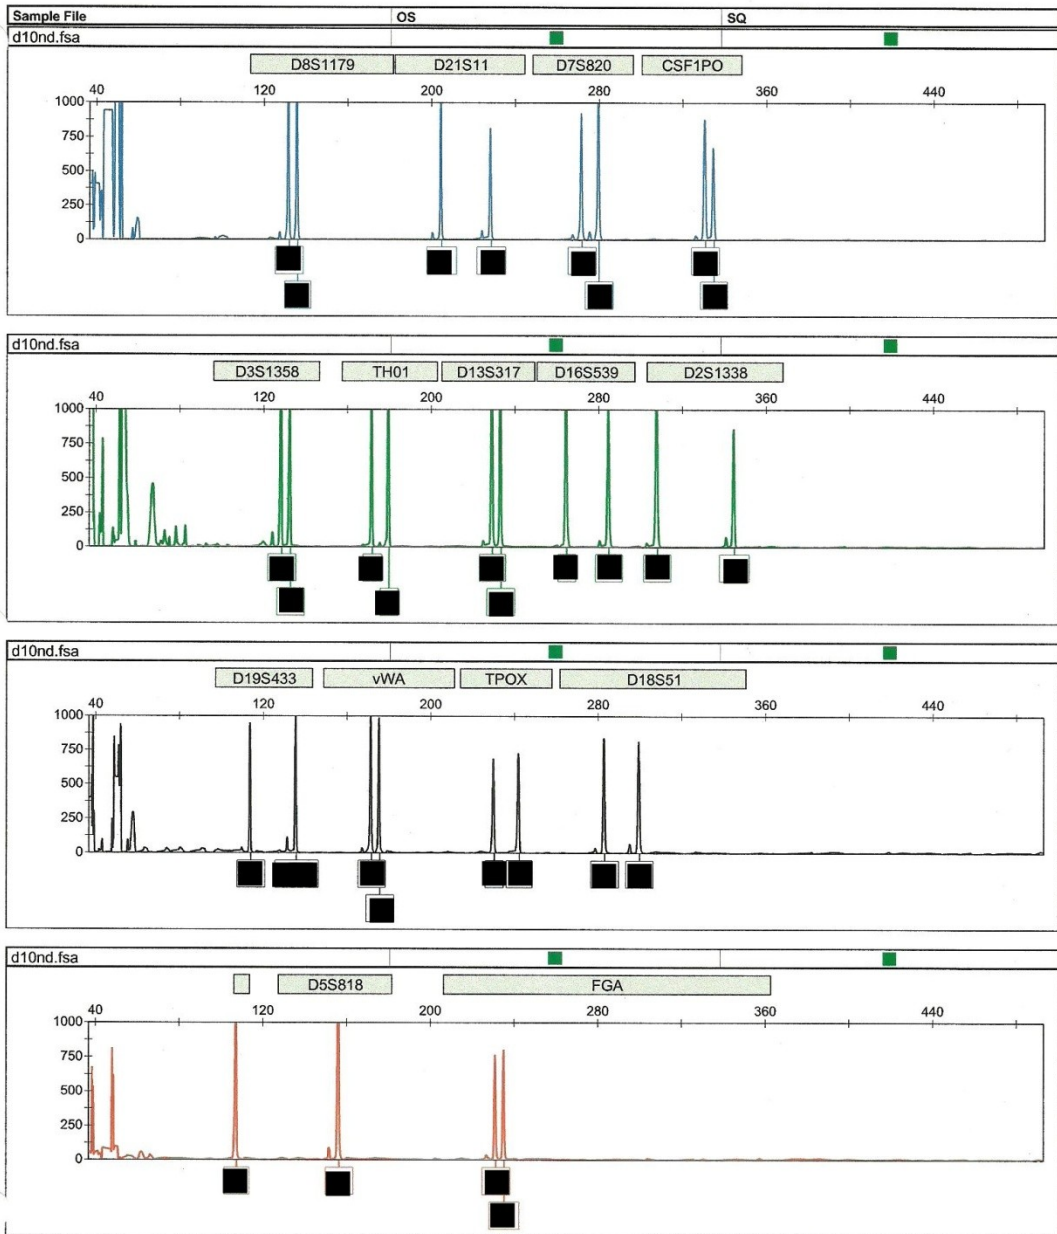 Sample File OS SQ
d10nd.fsa
D8S1179 D21S11 D7S820 CSF1PO
40 120 200 280 360 440
1000
750
500
250
0
d10nd.fsa
D3S1358 TH01 D13S317 D16S539 D2S1338
40 120 200 280 360 440
1000
750
500
250
0
d10nd.fsa
D19S433 vWA TPOX D18S51
40 120 200 280 360 440
1000
750
500
250
0
d10nd.fsa
D5S818 FGA
40 120 200 280 360 440
1000
750
500
250
0